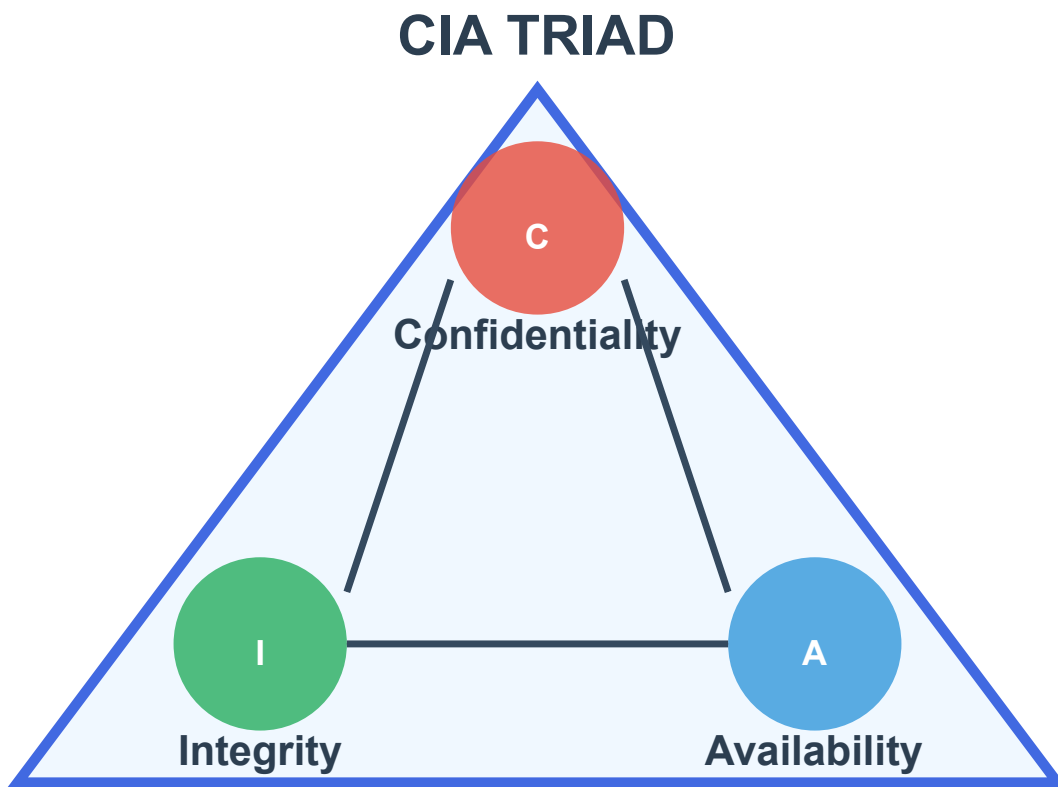 CIA TRIAD
C
Confidentiality
I
A
Integrity
Availability